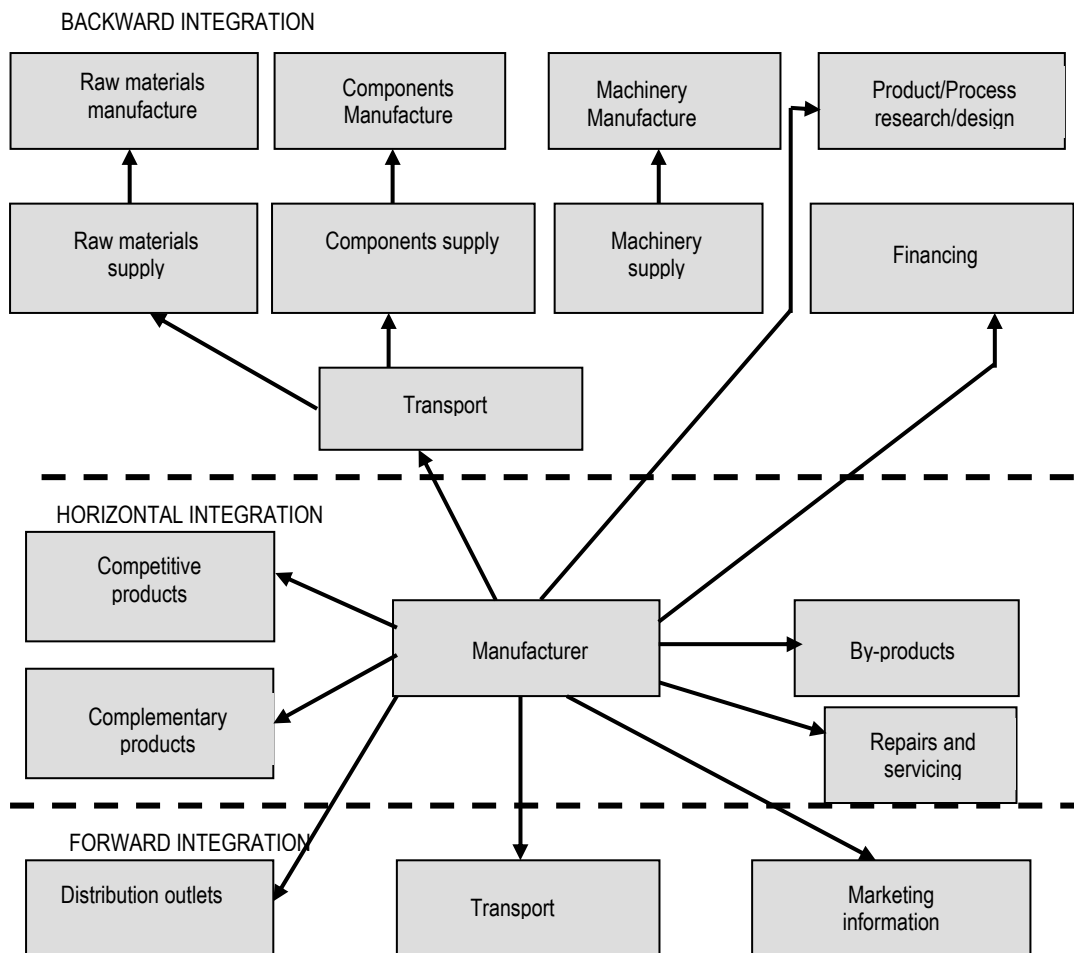 BACKWARD INTEGRATION
Raw materials
manufacture
Components
Manufacture
Machinery
Manufacture
Product/Process
research/design
Raw materials
supply
Components supply
Machinery
supply
Financing
Transport
HORIZONTAL INTEGRATION
Competitive
products
Manufacturer
By-products
Complementary
products
Repairs and
servicing
FORWARD INTEGRATION
Distribution outlets
Transport
Marketing
information